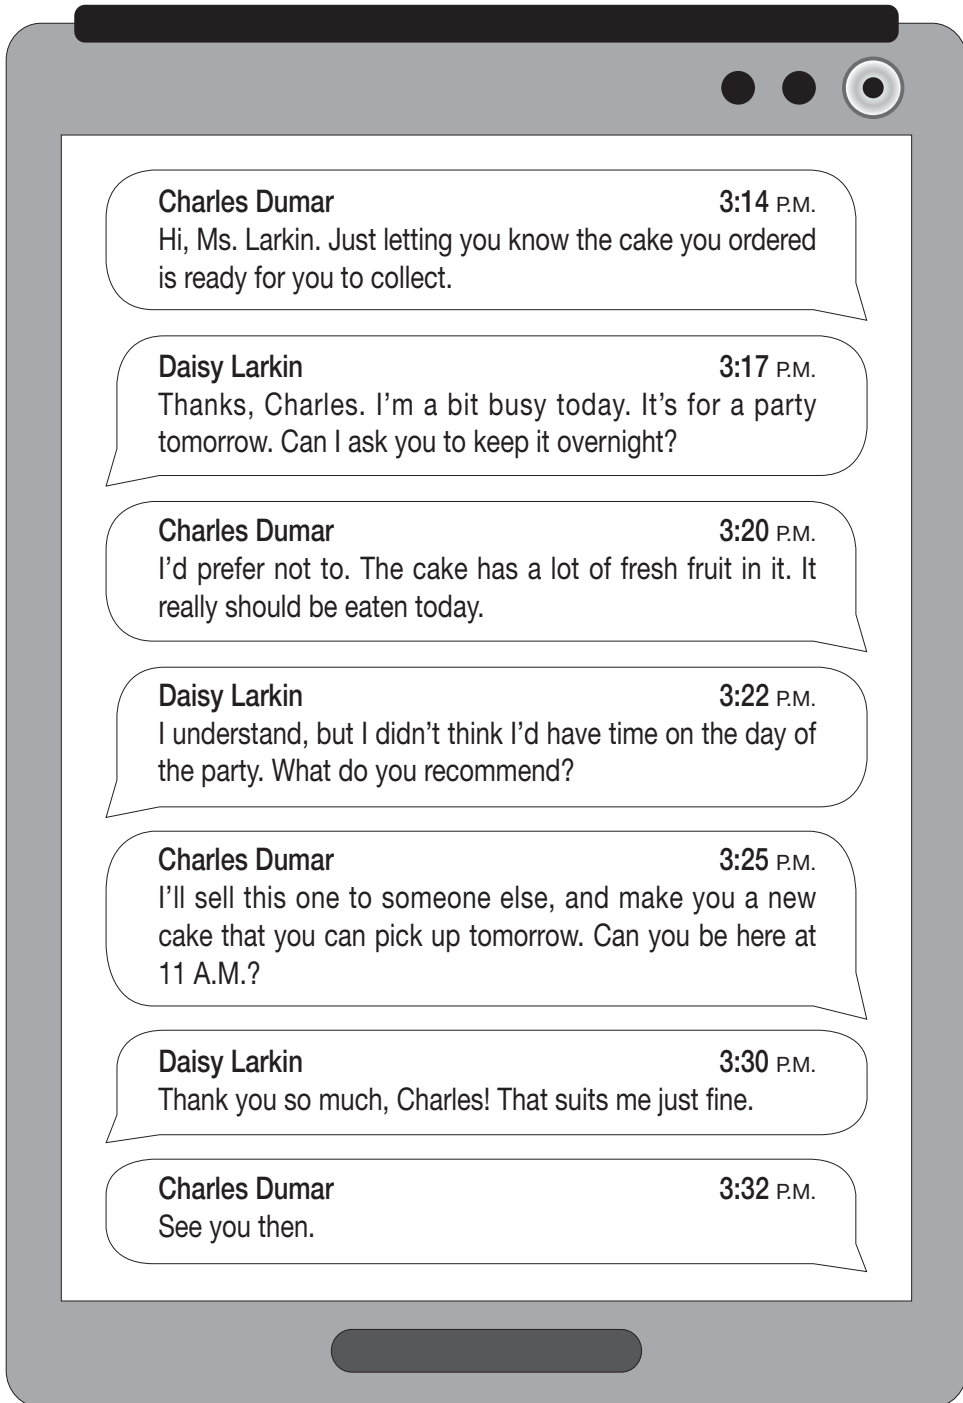 Charles Dumar 3:14 P.M.
Hi, Ms. Larkin. Just letting you know the cake you ordered
is ready for you to collect.
Daisy Larkin 3:17 P.M.
Thanks, Charles. I'm a bit busy today. It's for a party
tomorrow. Can I ask you to keep it overnight?
Charles Dumar 3:20 P.M.
I'd prefer not to. The cake has a lot of fresh fruit in it. It
really should be eaten today.
Daisy Larkin 3:22 P.M.
I understand, but I didn't think I'd have time on the day of
the party. What do you recommend?
Charles Dumar 3:25 P.M.
I'll sell this one to someone else, and make you a new
cake that you can pick up tomorrow. Can you be here at
11 A.M.?
Daisy Larkin 3:30 P.M.
Thank you so much, Charles! That suits me just fine.
Charles Dumar 3:32 P.M.
See you then.